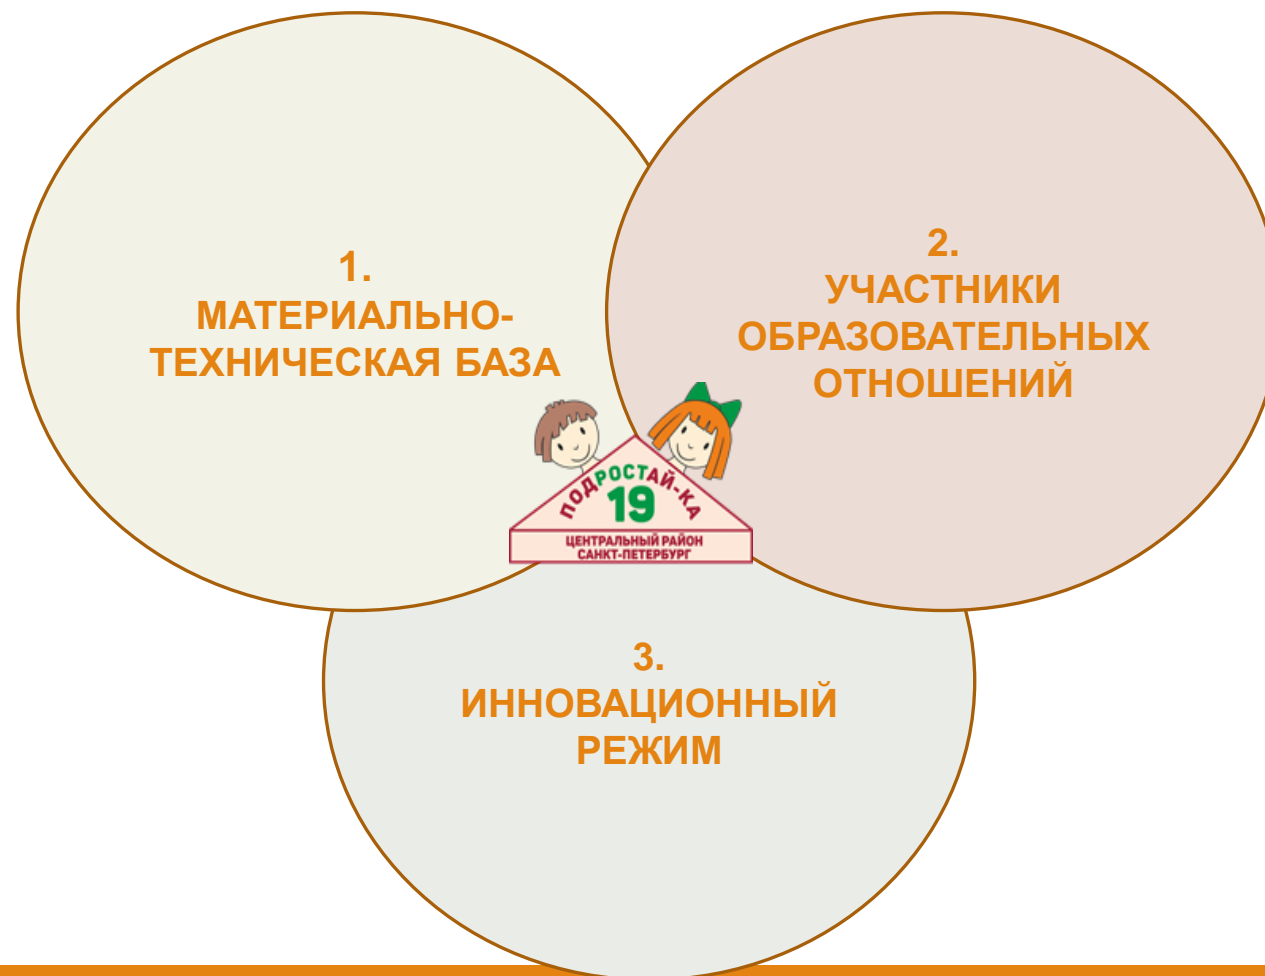 1.
МАТЕРИАЛЬНО-
ТЕХНИЧЕСКАЯ БАЗА
2.
УЧАСТНИКИ
ОБРАЗОВАТЕЛЬНЫХ
ОТНОШЕНИЙ
ПОДРОСТАЙ-КА
19
ЦЕНТРАЛЬНЫЙ РАЙОН
САНКТ-ПЕТЕРБУРГ
3.
ИННОВАЦИОННЫЙ
РЕЖИМ